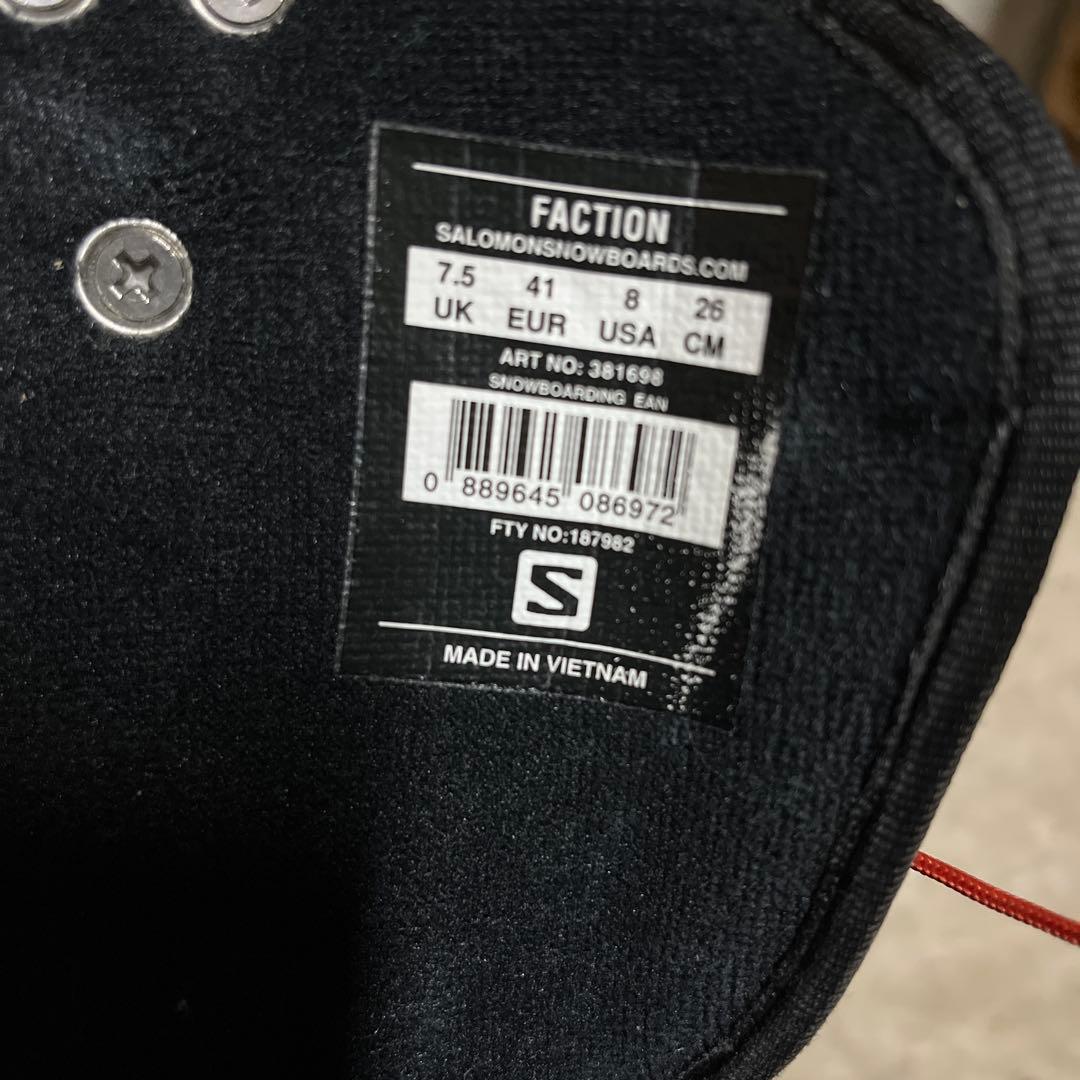 FACTION
SALOMONSNOWBOARDS.COM
7.5 41 8 26
UK EUR USA CM
ART NO: 381698
SNOWBOARDING EAN
0 889645 086972
FTY NO:187982
S
MADE IN VIETNAM